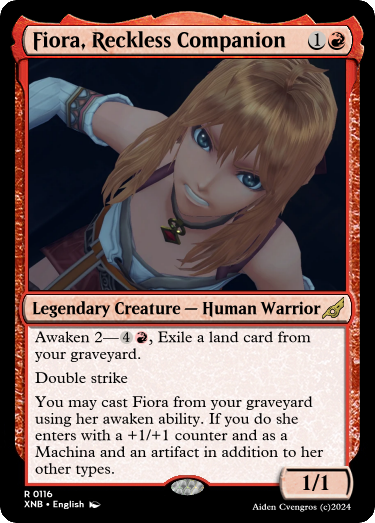 Fiora, Reckless Companion 1
Legendary Creature — Human Warrior
Awaken 2—4, Exile a land card from
your graveyard.
Double strike
You may cast Fiora from your graveyard
using her awaken ability. If you do she
enters with a +1/+1 counter and as a
Machina and an artifact in addition to her
other types.
1/1
R 0116
XNB • English
Aiden Cvengros (c)2024